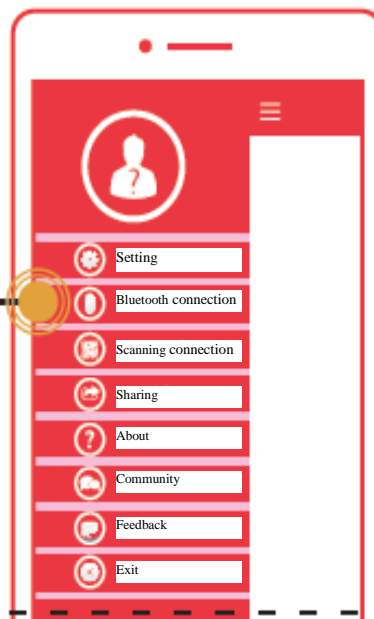 Setting
Bluetooth connection
Scanning connection
Sharing
About
Community
Feedback
Exit